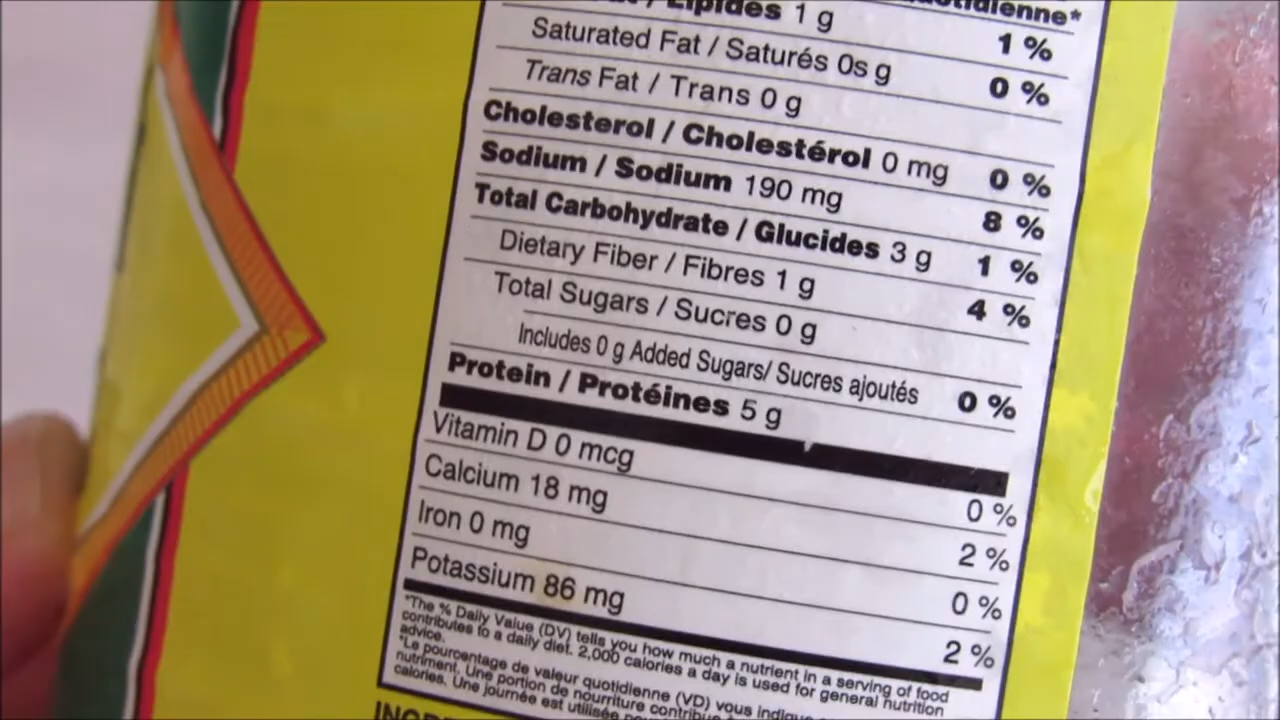 / Lipides 1 g 1 %
Saturated Fat / Saturés 0s g 0 %
Trans Fat / Trans 0 g
Cholesterol / Cholestérol 0 mg 0 %
Sodium / Sodium 190 mg 8 %
Total Carbohydrate / Glucides 3 g 1 %
Dietary Fiber / Fibres 1 g 4 %
Total Sugars / Sucres 0 g
Includes 0 g Added Sugars/ Sucres ajoutés 0 %
Protein / Protéines 5 g
Vitamin D 0 mcg 0 %
Calcium 18 mg 2 %
Iron 0 mg 0 %
Potassium 86 mg 2 %
*The % Daily Value (DV) tells you how much a nutrient in a serving of food
contributes to a daily diet. 2,000 calories a day is used for general nutrition
advice.
*Le pourcentage de valeur quotidienne (VD) vous indique
nutriment. Une portion de nourriture contribue
calories. Une journée est utilisée